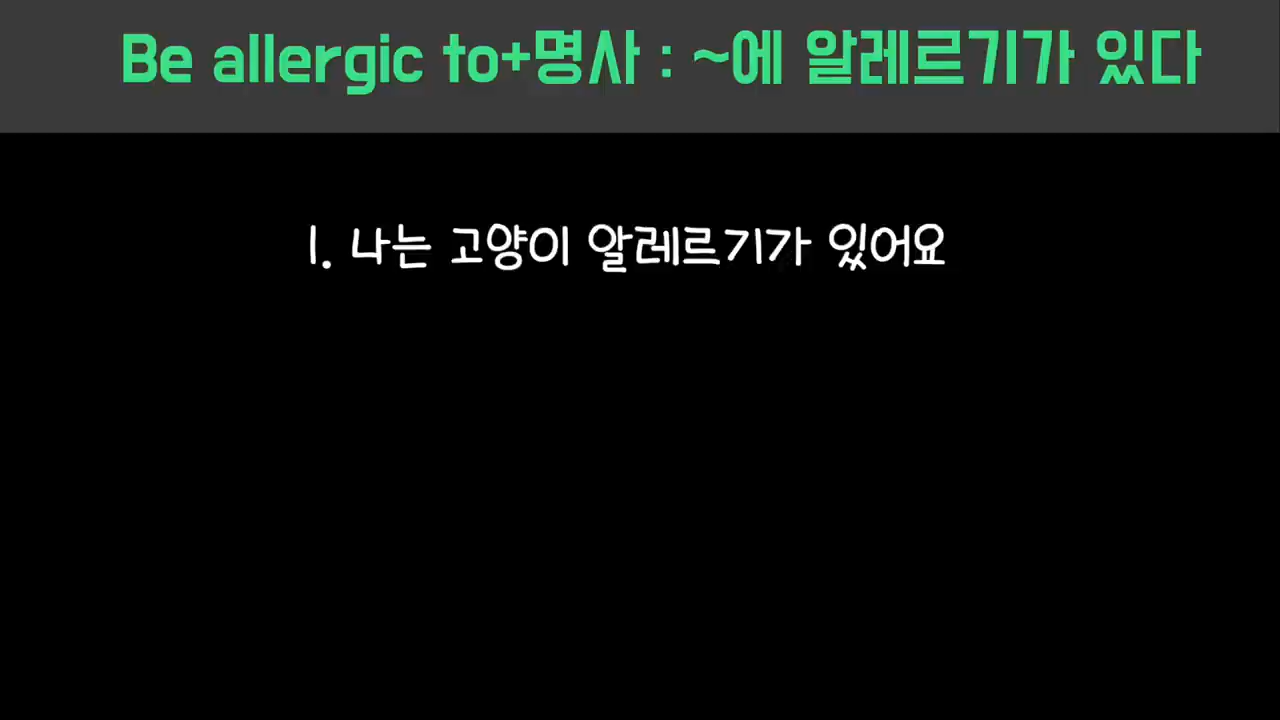 Be allergic to+명사 : ~에 알레르기가 있다
1. 나는 고양이 알레르기가 있어요